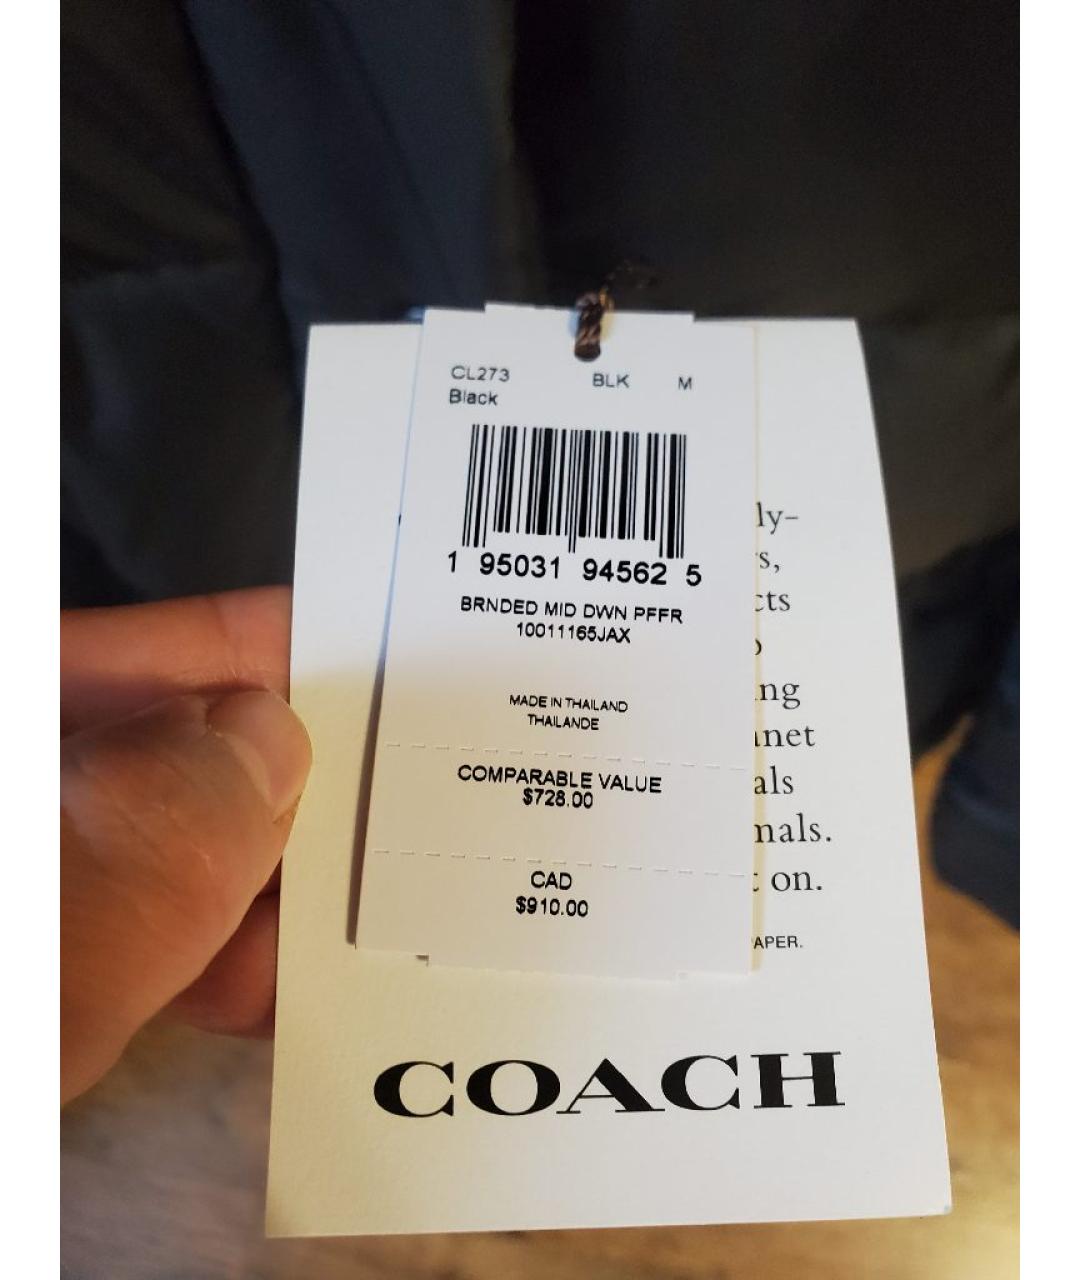 CL273 BLK M
Black
1 95031 94562 5
BRNDED MID DWN PFFR
10011165JAX
MADE IN THAILAND
THAILANDE
COMPARABLE VALUE
$728.00
CAD
$910.00
ly-
s,
cts
ng
net
als
mals.
on.
APER.
COACH